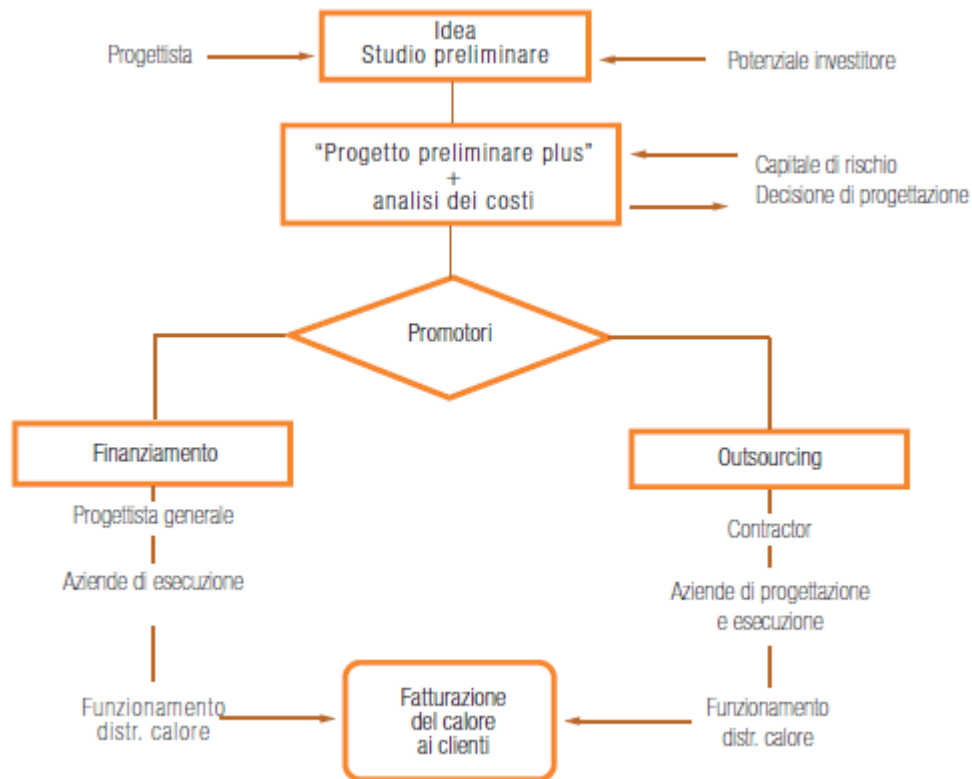 Idea
Studio preliminare
Progettista
Potenziale investitore
“Progetto preliminare plus”
+
analisi dei costi
Capitale di rischio
Decisione di progettazione
Promotori
Finanziamento
Outsourcing
Progettista generale
Contractor
Aziende di esecuzione
Aziende di progettazione
e esecuzione
Funzionamento
distr. calore
Fatturazione
del calore
ai clienti
Funzionamento
distr. calore